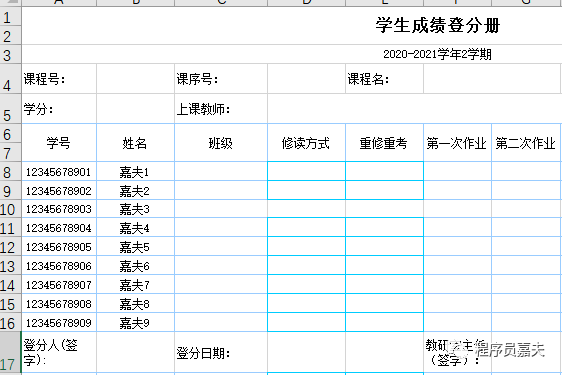 A B C D E F G
1
学生成绩登分册
2
3 2020-2021学年2学期
4 课程号: 课序号: 课程名:
5 学分: 上课教师:
6
学号 姓名 班级 修读方式 重修重考 第一次作业 第二次作业
7
8 12345678901 嘉夫1
9 12345678902 嘉夫2
10 12345678903 嘉夫3
11 12345678904 嘉夫4
12 12345678905 嘉夫5
13 12345678906 嘉夫6
14 12345678907 嘉夫7
15 12345678908 嘉夫8
16 12345678909 嘉夫9
17 登分人(签字): 登分日期: 教研 主任(签字):
程序员嘉夫